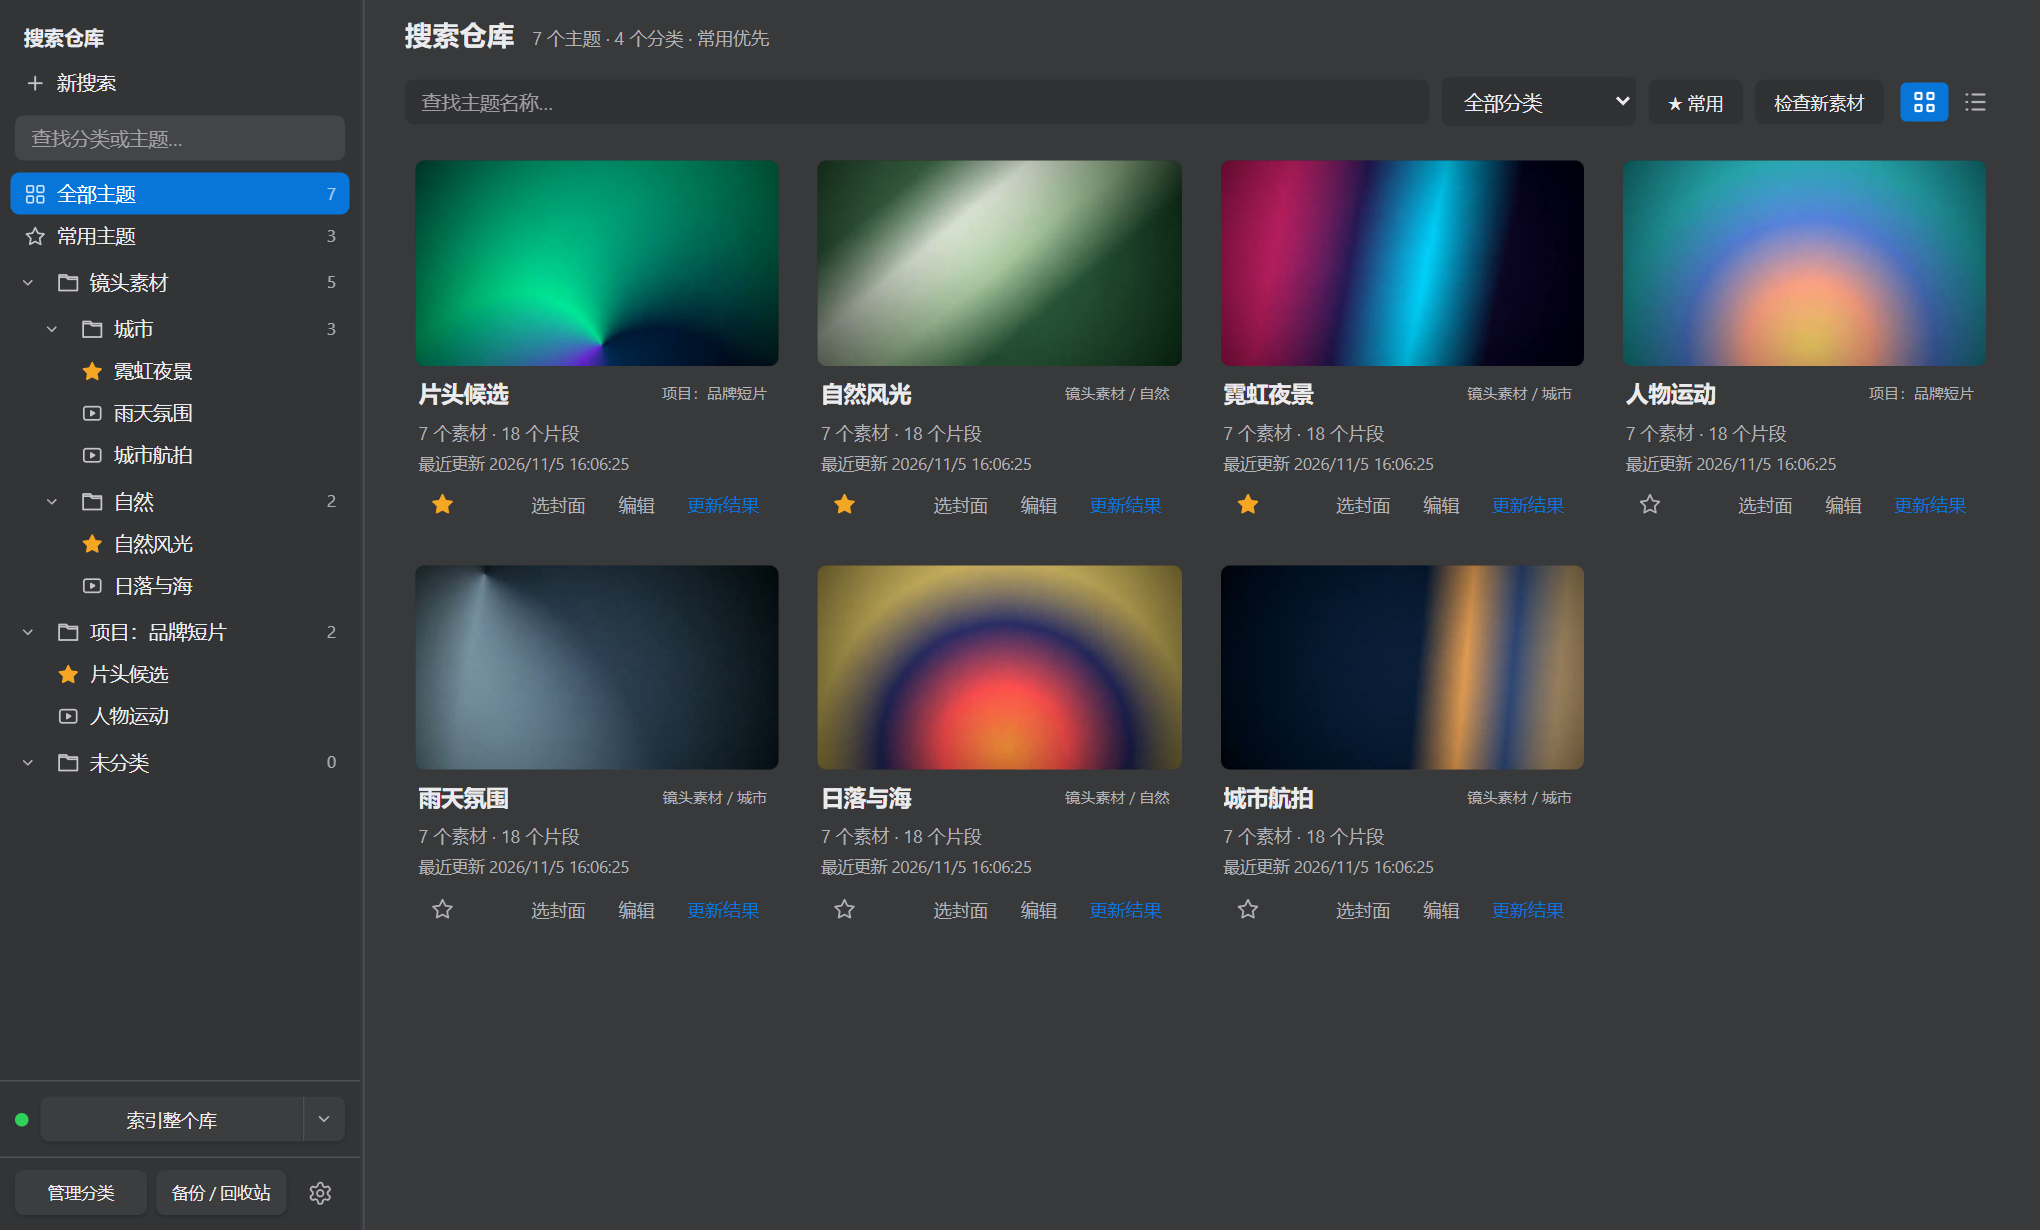 搜索仓库
新搜索
查找分类或主题...
全部主题 7
常用主题 3
镜头素材 5
城市 3
霓虹夜景
雨天氛围
城市航拍
自然 2
自然风光
日落与海
项目：品牌短片 2
片头候选
人物运动
未分类 0
索引整个库
管理分类 备份 / 回收站
搜索仓库 7 个主题 · 4 个分类 · 常用优先
查找主题名称... 全部分类 ★ 常用 检查新素材
片头候选 项目：品牌短片
7 个素材 · 18 个片段
最近更新 2026/11/5 16:06:25
选封面 编辑 更新结果
自然风光 镜头素材 / 自然
7 个素材 · 18 个片段
最近更新 2026/11/5 16:06:25
选封面 编辑 更新结果
霓虹夜景 镜头素材 / 城市
7 个素材 · 18 个片段
最近更新 2026/11/5 16:06:25
选封面 编辑 更新结果
人物运动 项目：品牌短片
7 个素材 · 18 个片段
最近更新 2026/11/5 16:06:25
选封面 编辑 更新结果
雨天氛围 镜头素材 / 城市
7 个素材 · 18 个片段
最近更新 2026/11/5 16:06:25
选封面 编辑 更新结果
日落与海 镜头素材 / 自然
7 个素材 · 18 个片段
最近更新 2026/11/5 16:06:25
选封面 编辑 更新结果
城市航拍 镜头素材 / 城市
7 个素材 · 18 个片段
最近更新 2026/11/5 16:06:25
选封面 编辑 更新结果